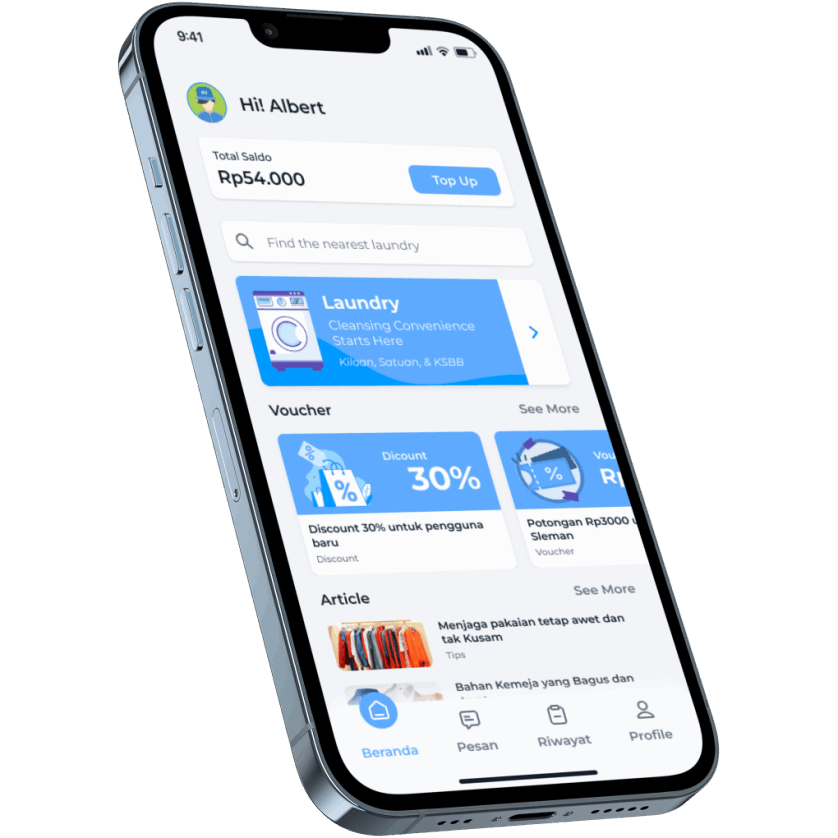 9:41
Hi! Albert
Total Saldo
Rp54.000
Top Up
Find the nearest laundry
Laundry
Cleansing Convenience
Starts Here
Kiloan, Satuan, & KSBB
Voucher
See More
Dicount
30%
Discount 30% untuk pengguna
baru
Discount
Potongan Rp3000
Sleman
Voucher
Article
See More
Menjaga pakaian tetap awet dan
tak Kusam
Tips
Bahan Kemeja yang Bagus dan
Beranda
Pesan
Riwayat
Profile